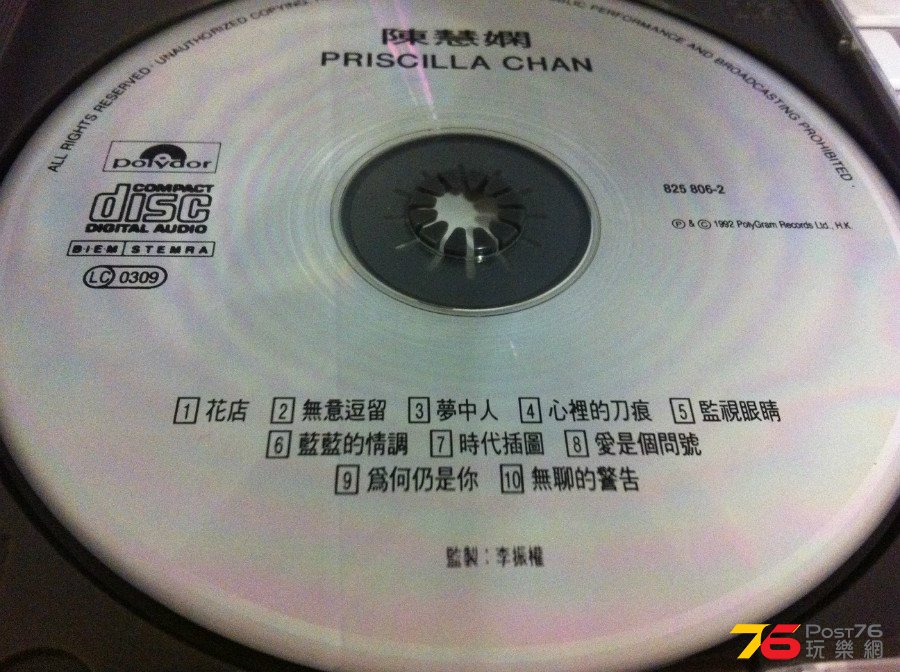 ALL RIGHTS RESERVED · UNAUTHORIZED COPYING
PUBLIC PERFORMANCE AND BROADCASTING PROHIBITED ·
陳慧嫻
PRISCILLA CHAN
polydor
COMPACT
disc
DIGITAL AUDIO
BIEM STEMRA
LC 0309
825 806-2
Ⓟ & © 1992 PolyGram Records Ltd., H.K.
1 花店 2 無意逗留 3 夢中人 4 心裡的刀痕 5 監視眼睛
6 藍藍的情調 7 時代插圖 8 愛是個問號
9 爲何仍是你 10 無聊的警告
監製：李振權
76 Post76
玩樂網